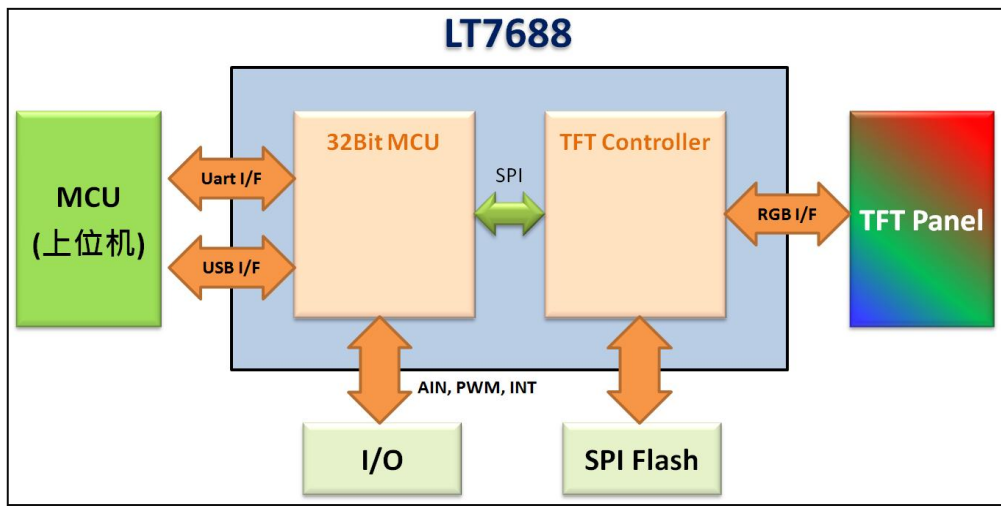 LT7688
32Bit MCU
TFT Controller
SPI
Uart I/F
USB I/F
MCU
(上位机)
RGB I/F
TFT Panel
AIN, PWM, INT
I/O
SPI Flash